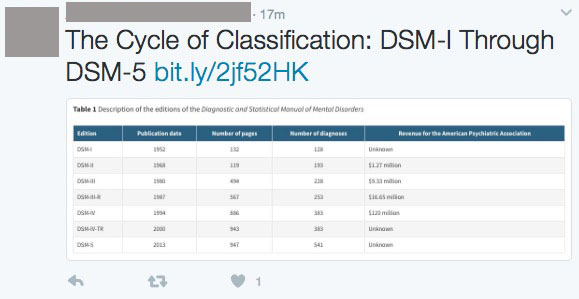 17m
The Cycle of Classification: DSM-I Through
DSM-5 bit.ly/2jf52HK
Table 1 Description of the editions of the Diagnostic and Statistical Manual of Mental Disorders
Edition Publication date Number of pages Number of diagnoses Revenue for the American Psychiatric Association
DSM-I 1952 132 128 Unknown
DSM-II 1968 119 193 $1.27 million
DSM-III 1980 494 228 $9.33 million
DSM-III-R 1987 567 253 $16.65 million
DSM-IV 1994 886 383 $120 million
DSM-IV-TR 2000 943 383 Unknown
DSM-5 2013 947 541 Unknown
1